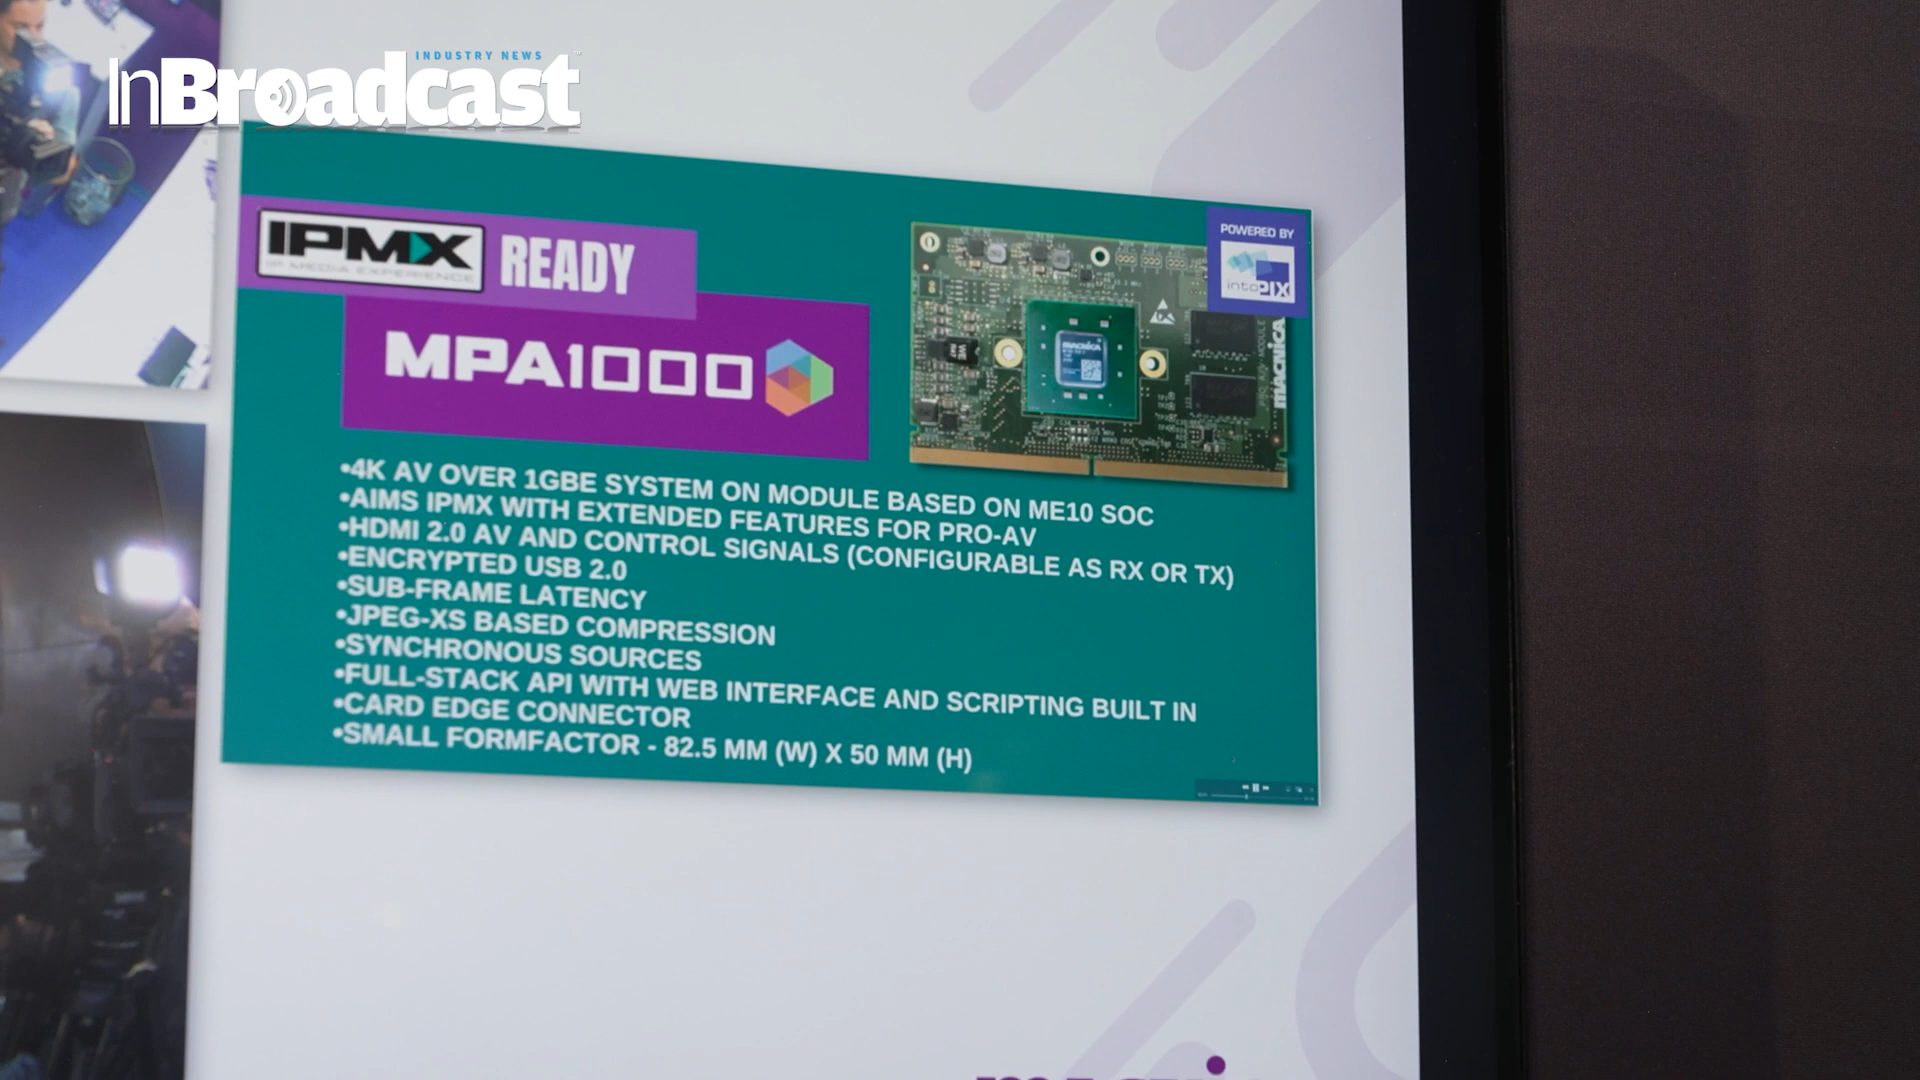 INDUSTRY NEWS
InBroadcast
IPMX READY
IP MEDIA EXPERIENCE
POWERED BY
intoPIX
MPA1000
MACNICA
MACNICA
•4K AV OVER 1GBE SYSTEM ON MODULE BASED ON ME10 SOC
•AIMS IPMX WITH EXTENDED FEATURES FOR PRO-AV
•HDMI 2.0 AV AND CONTROL SIGNALS (CONFIGURABLE AS RX OR TX)
•ENCRYPTED USB 2.0
•SUB-FRAME LATENCY
•JPEG-XS BASED COMPRESSION
•SYNCHRONOUS SOURCES
•FULL-STACK API WITH WEB INTERFACE AND SCRIPTING BUILT IN
•CARD EDGE CONNECTOR
•SMALL FORMFACTOR - 82.5 MM (W) X 50 MM (H)